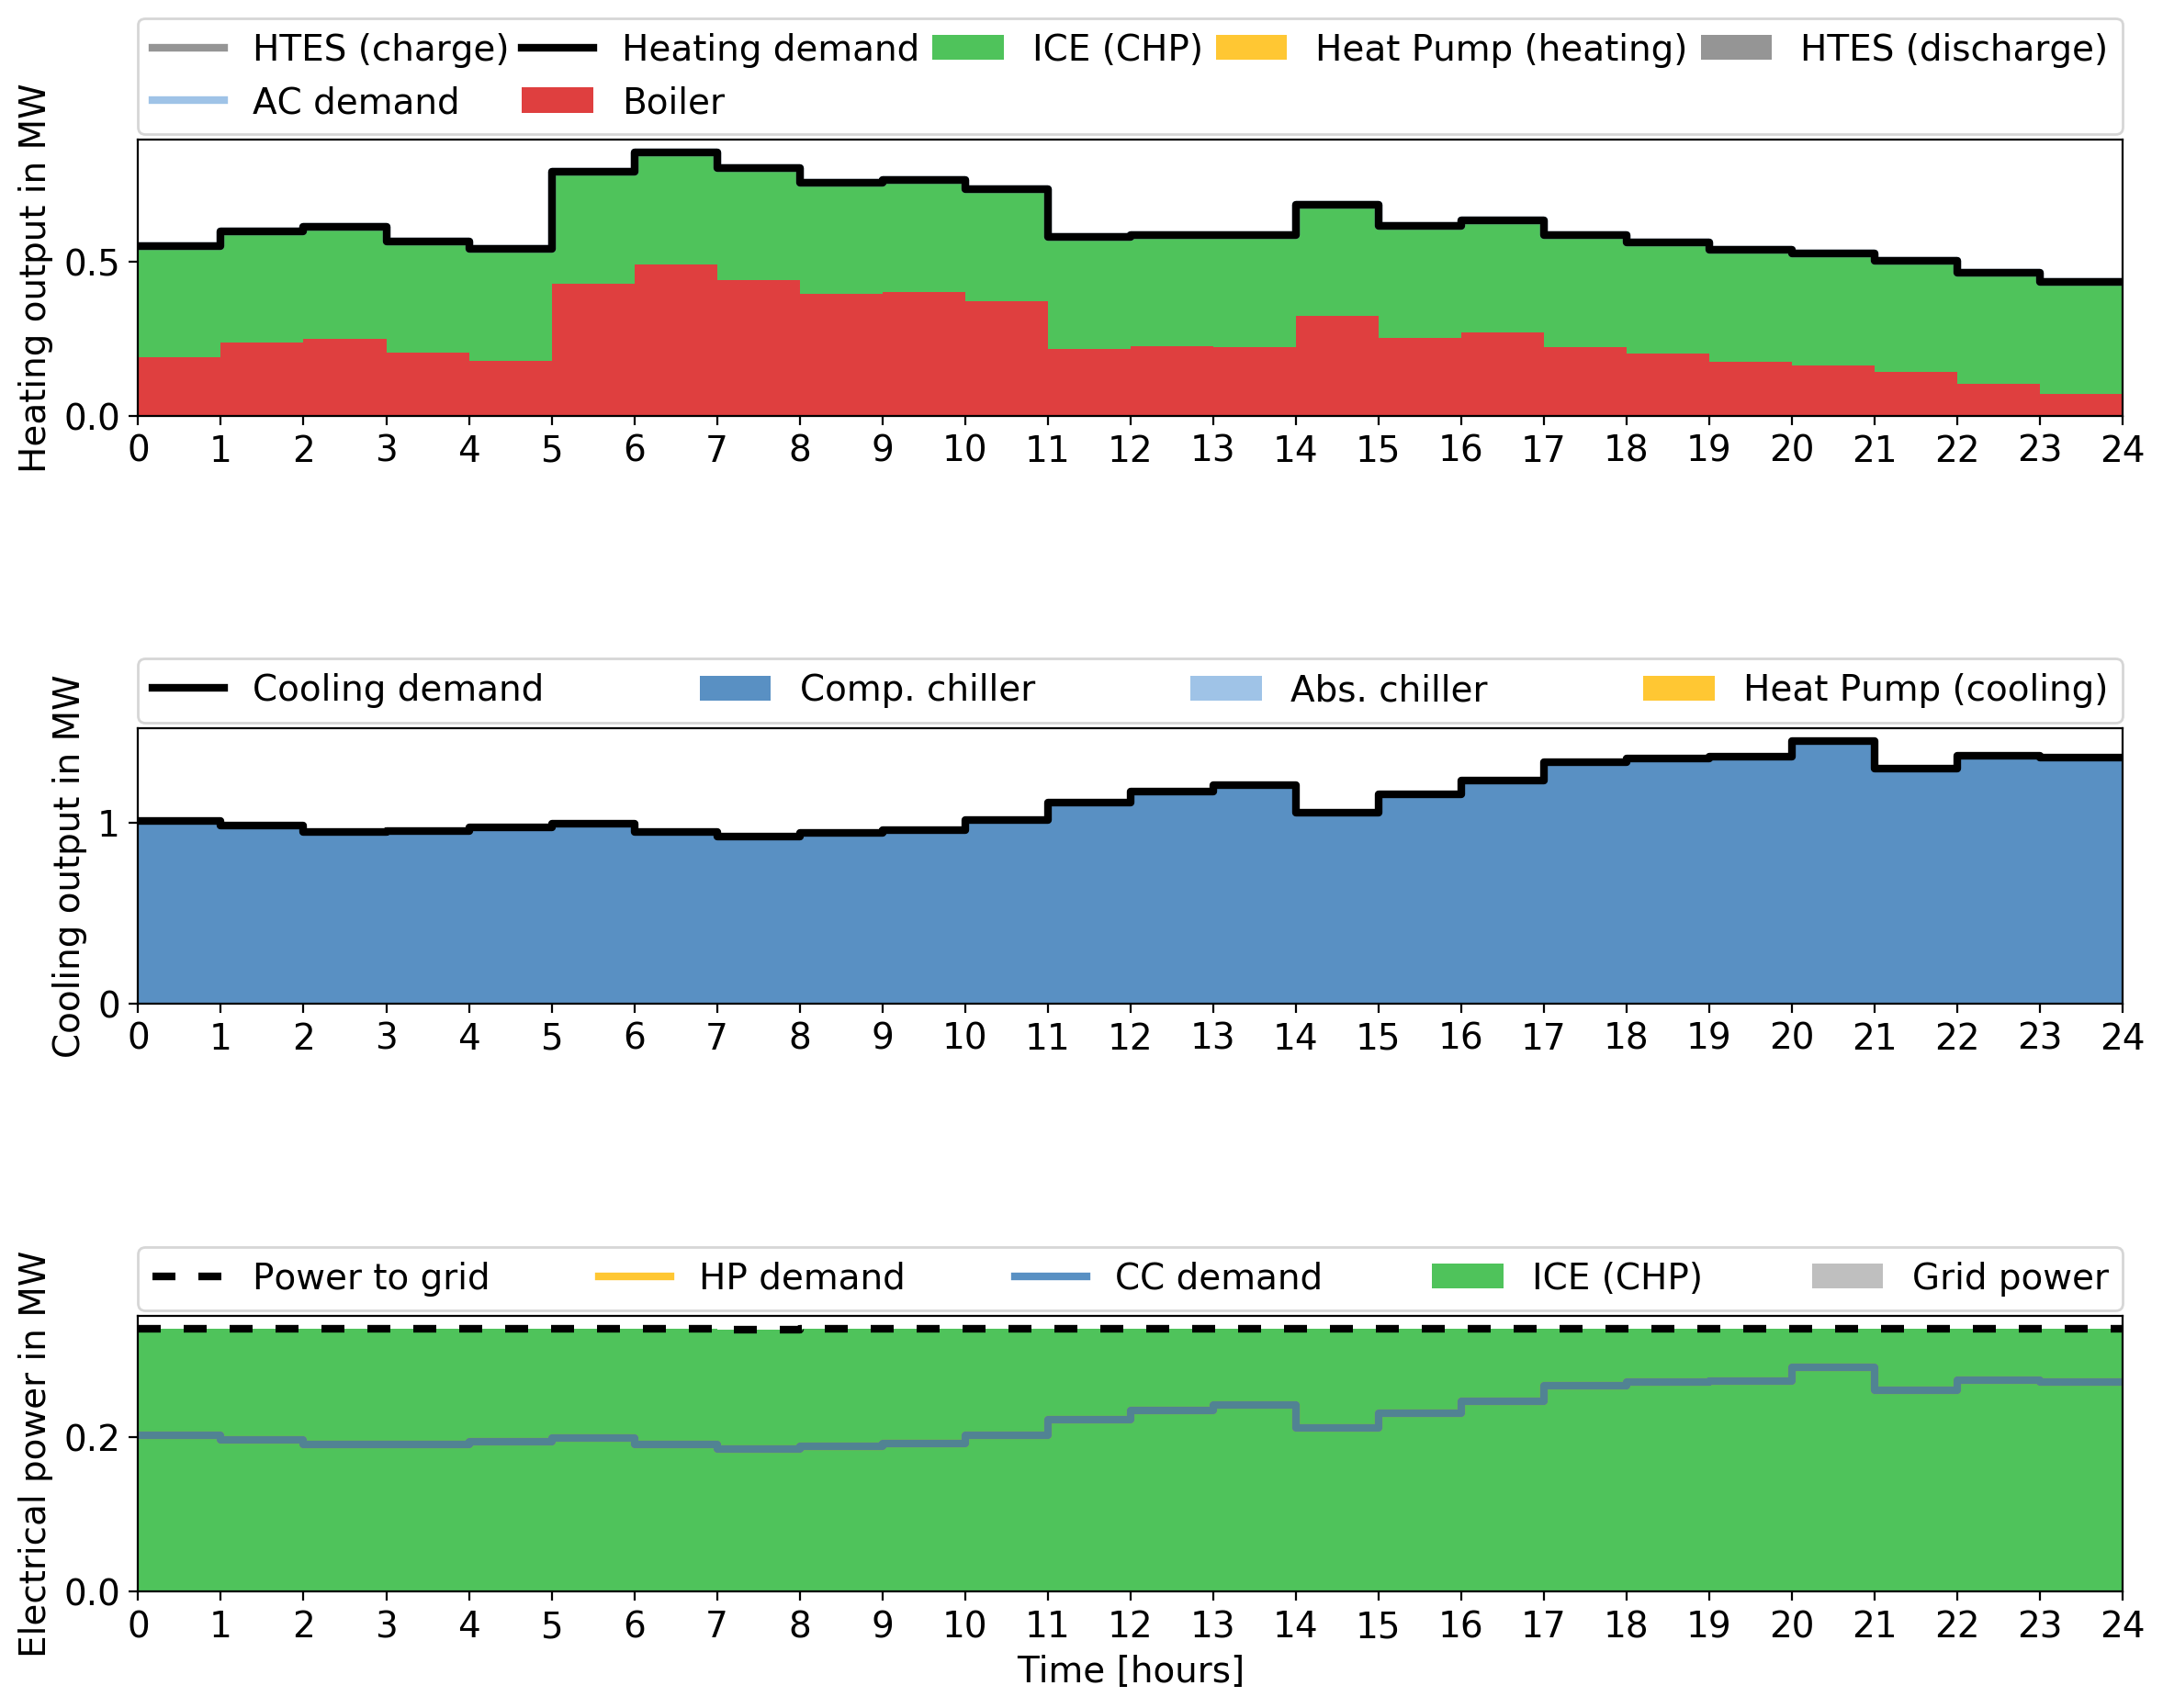 HTES (charge) Heating demand ICE (CHP) Heat Pump (heating) HTES (discharge)
AC demand Boiler
Heating output in MW
0.5
0.0
0 1 2 3 4 5 6 7 8 9 10 11 12 13 14 15 16 17 18 19 20 21 22 23 24
Cooling demand Comp. chiller Abs. chiller Heat Pump (cooling)
Cooling output in MW
1
0
0 1 2 3 4 5 6 7 8 9 10 11 12 13 14 15 16 17 18 19 20 21 22 23 24
Power to grid HP demand CC demand ICE (CHP) Grid power
Electrical power in MW
0.2
0.0
0 1 2 3 4 5 6 7 8 9 10 11 12 13 14 15 16 17 18 19 20 21 22 23 24
Time [hours]